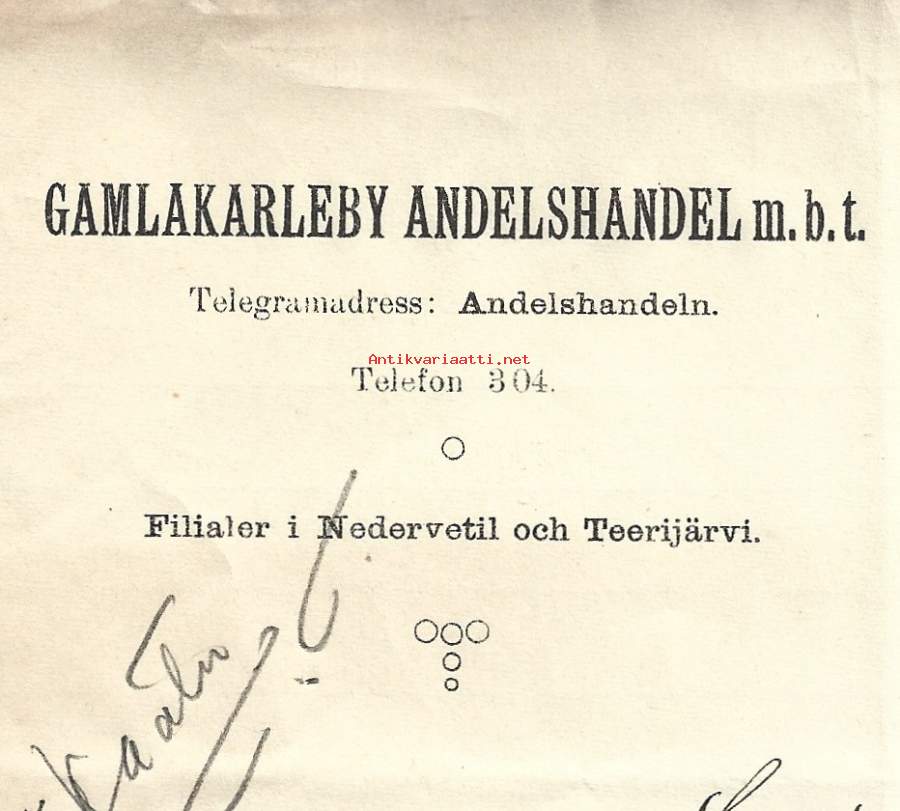 GAMLAKARLEBY ANDELSHANDEL m.b.t.
Telegramadress: Andelshandeln.
Antikvariaatti.net
Telefon 304.
Filialer i Nedervetil och Teerijärvi.